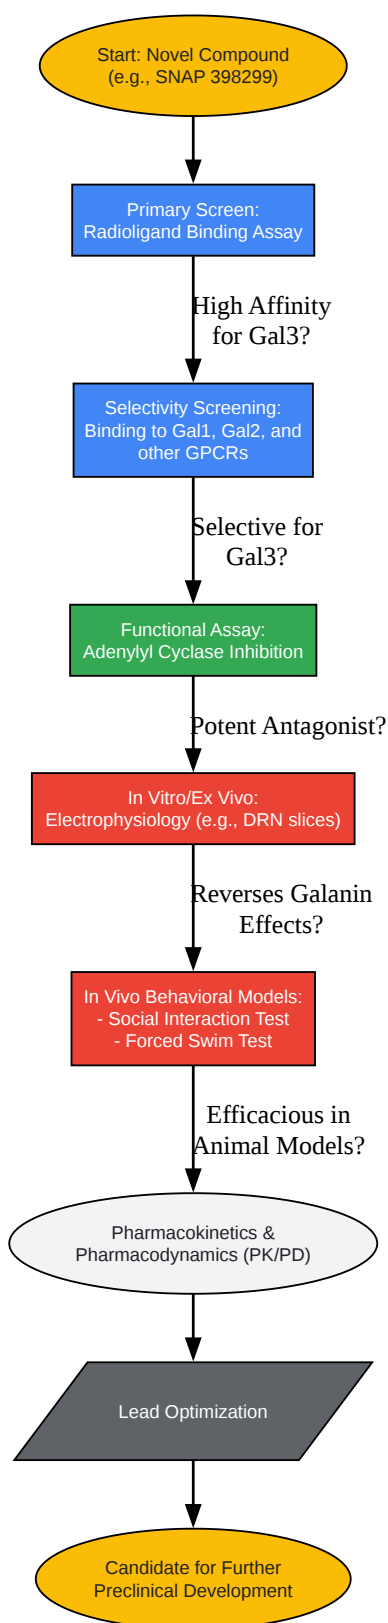 Start: Novel Compound
(e.g., SNAP 398299)
Primary Screen:
Radioligand Binding Assay
High Affinity
for Gal3?
Selectivity Screening:
Binding to Gal1, Gal2, and
other GPCRs
Selective for
Gal3?
Functional Assay:
Adenylyl Cyclase Inhibition
Potent Antagonist?
In Vitro/Ex Vivo:
Electrophysiology (e.g., DRN slices)
Reverses Galanin
Effects?
In Vivo Behavioral Models:
- Social Interaction Test
- Forced Swim Test
Efficacious in
Animal Models?
Pharmacokinetics &
Pharmacodynamics (PK/PD)
Lead Optimization
Candidate for Further
Preclinical Development